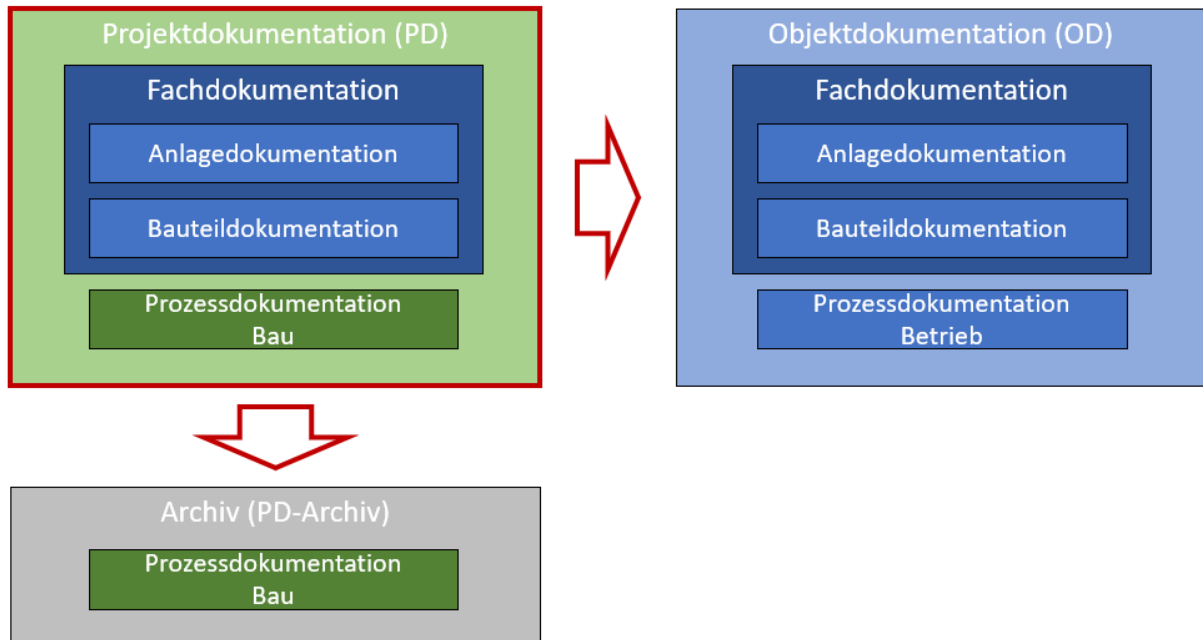 Projektdokumentation (PD)
Fachdokumentation
Anlagedokumentation
Bauteildokumentation
Prozessdokumentation
Bau
Objektdokumentation (OD)
Fachdokumentation
Anlagedokumentation
Bauteildokumentation
Prozessdokumentation
Betrieb
Archiv (PD-Archiv)
Prozessdokumentation
Bau